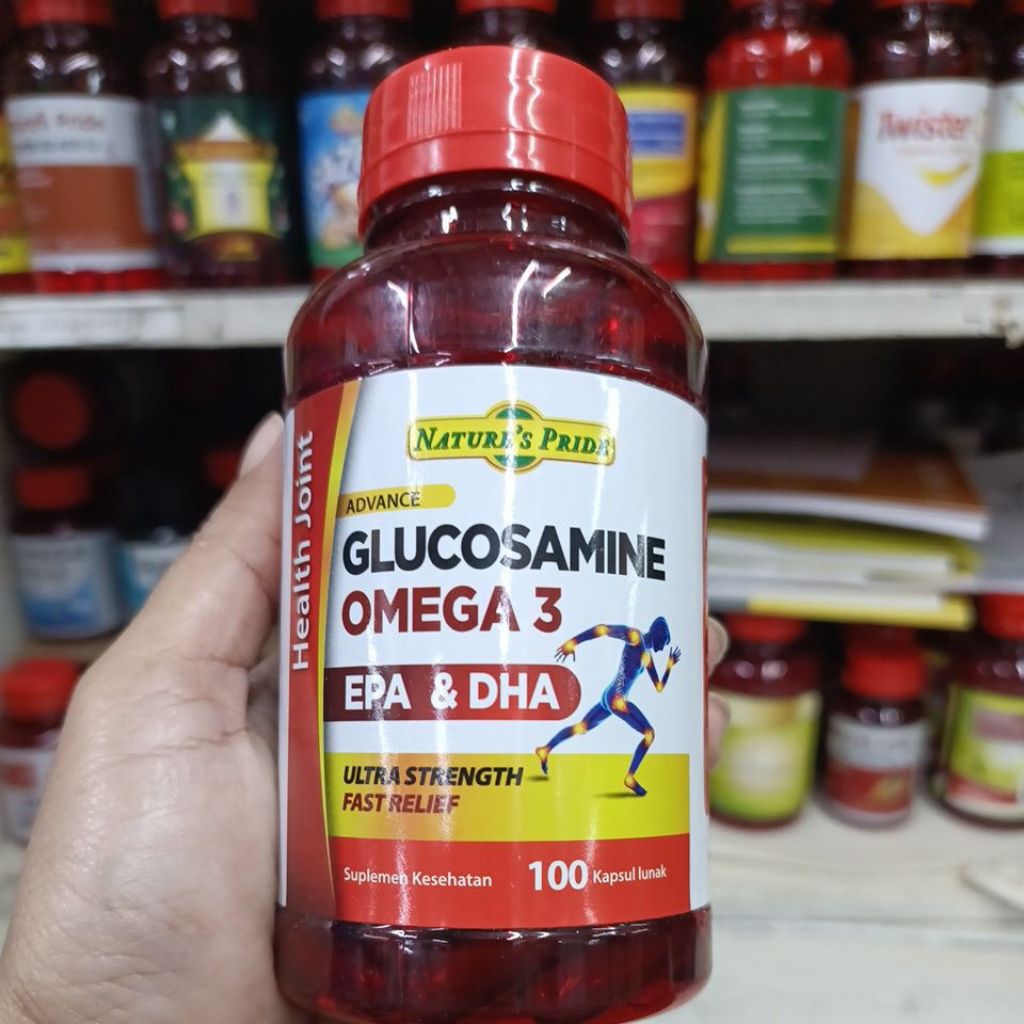 NATURE'S PRIDE
ADVANCE
GLUCOSAMINE
OMEGA 3
EPA & DHA
ULTRA STRENGTH
FAST RELIEF
Suplemen Kesehatan 100 Kapsul lunak
Health Joint
Pride
Twister